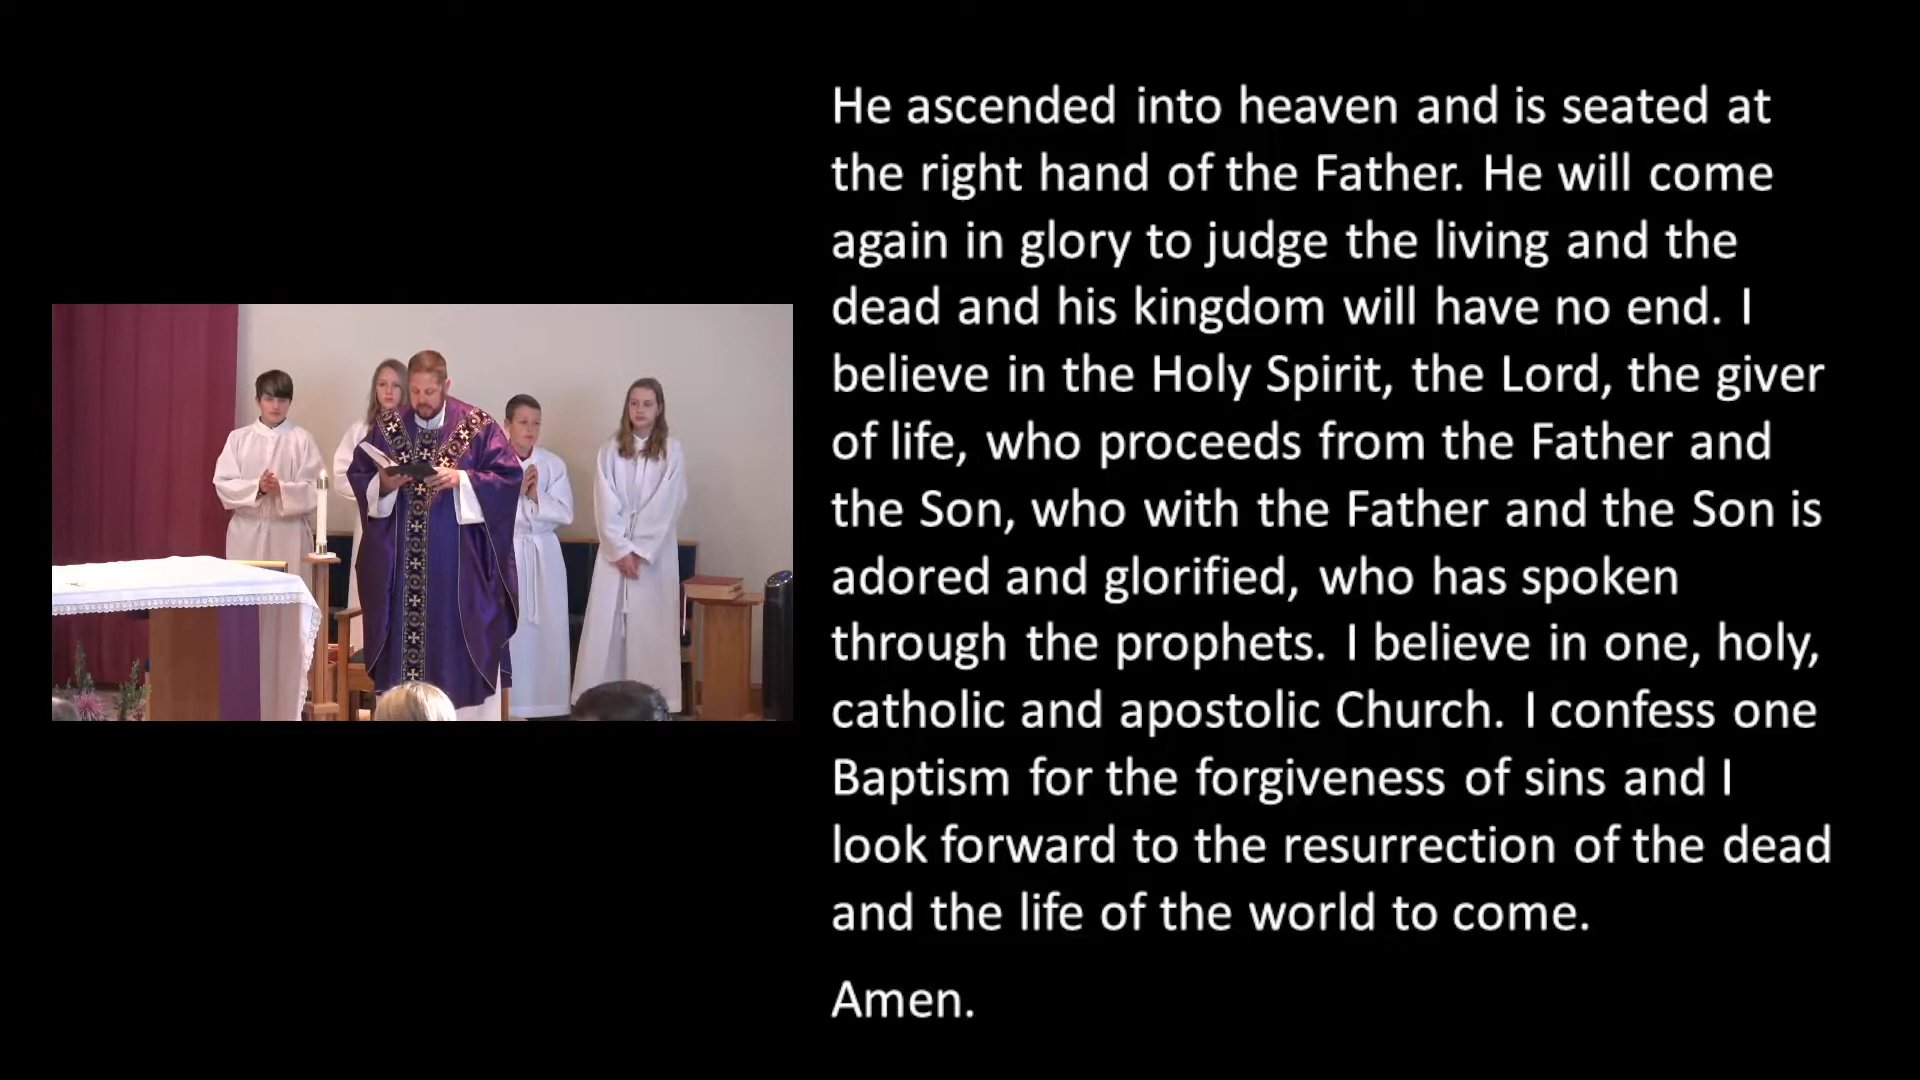 He ascended into heaven and is seated at
the right hand of the Father. He will come
again in glory to judge the living and the
dead and his kingdom will have no end. I
believe in the Holy Spirit, the Lord, the giver
of life, who proceeds from the Father and
the Son, who with the Father and the Son is
adored and glorified, who has spoken
through the prophets. I believe in one, holy,
catholic and apostolic Church. I confess one
Baptism for the forgiveness of sins and I
look forward to the resurrection of the dead
and the life of the world to come.
Amen.